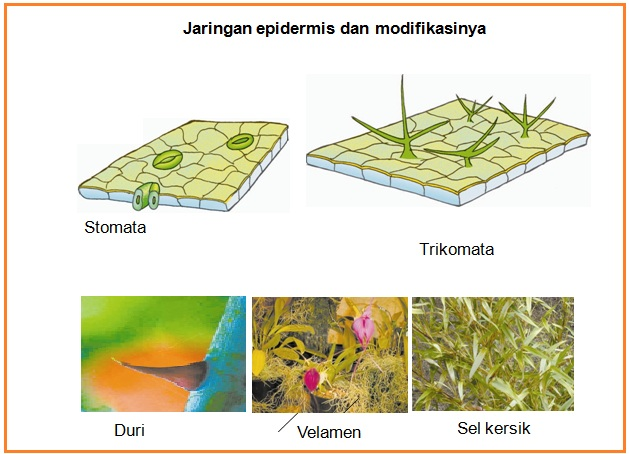 Jaringan epidermis dan modifikasinya
Stomata
Trikomata
Duri
Velamen
Sel kersik